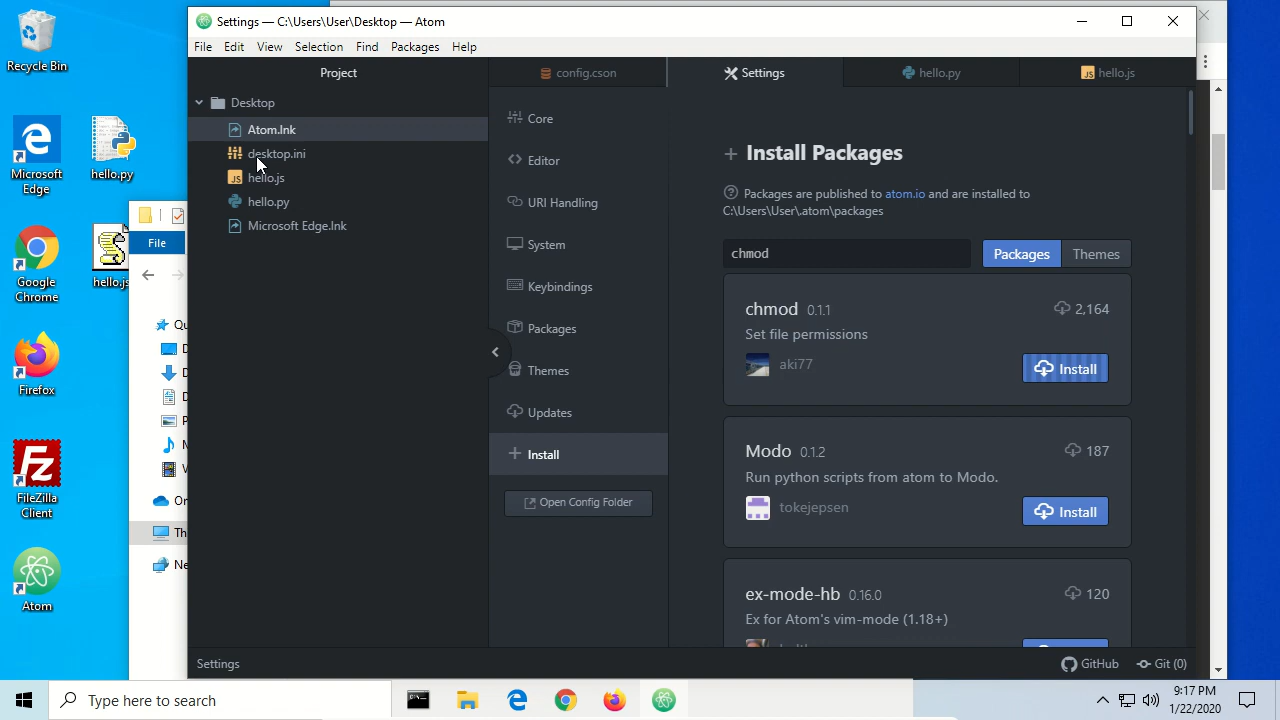 Recycle Bin
Microsoft Edge
hello.py
Google Chrome
hello.js
Firefox
FileZilla Client
Atom
File
Settings — C:\Users\User\Desktop — Atom
File Edit View Selection Find Packages Help
Project
config.cson
Settings
hello.py
hello.js
Desktop
Atom.lnk
desktop.ini
hello.js
hello.py
Microsoft Edge.lnk
Core
Editor
URI Handling
System
Keybindings
Packages
Themes
Updates
Install
Open Config Folder
Install Packages
Packages are published to atom.io and are installed to
C:\Users\User\.atom\packages
chmod
Packages Themes
chmod 0.1.1 2,164
Set file permissions
aki77 Install
Modo 0.1.2 187
Run python scripts from atom to Modo.
tokejepsen Install
ex-mode-hb 0.16.0 120
Ex for Atom's vim-mode (1.18+)
Settings
GitHub Git (0)
Type here to search
9:17 PM
1/22/2020